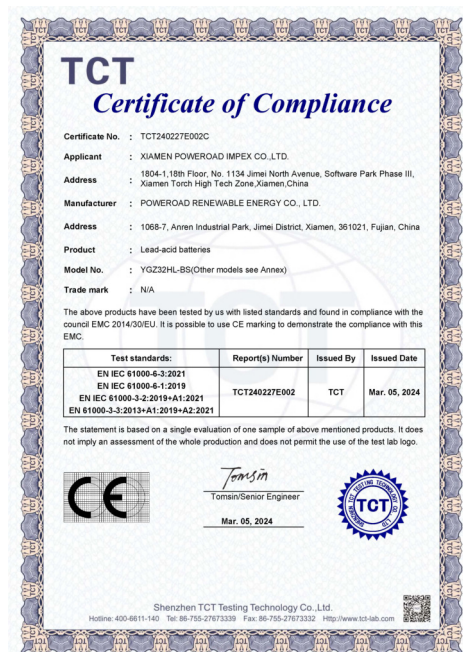 TCT
Certificate of Compliance
Certificate No. : TCT240227E002C
Applicant : XIAMEN POWEROAD IMPEX CO.,LTD.
Address : 1804-1,18th Floor, No. 1134 Jimei North Avenue, Software Park Phase III,
Xiamen Torch High Tech Zone,Xiamen,China
Manufacturer : POWEROAD RENEWABLE ENERGY CO., LTD.
Address : 1068-7, Anren Industrial Park, Jimei District, Xiamen, 361021, Fujian, China
Product : Lead-acid batteries
Model No. : YGZ32HL-BS(Other models see Annex)
Trade mark : N/A
The above products have been tested by us with listed standards and found in compliance with the
council EMC 2014/30/EU. It is possible to use CE marking to demonstrate the compliance with this
EMC.
Test standards: Report(s) Number Issued By Issued Date
EN IEC 61000-6-3:2021
EN IEC 61000-6-1:2019
EN IEC 61000-3-2:2019+A1:2021
EN 61000-3-3:2013+A1:2019+A2:2021
TCT240227E002 TCT Mar. 05, 2024
The statement is based on a single evaluation of one sample of above mentioned products. It does
not imply an assessment of the whole production and does not permit the use of the test lab logo.
CE
Tomsin
Tomsin/Senior Engineer
Mar. 05, 2024
SHENZHEN TCT TESTING TECHNOLOGY CO., LTD
TCT
Shenzhen TCT Testing Technology Co.,Ltd.
Hotline: 400-6611-140 Tel: 86-755-27673339 Fax: 86-755-27673332 Http://www.tct-lab.com